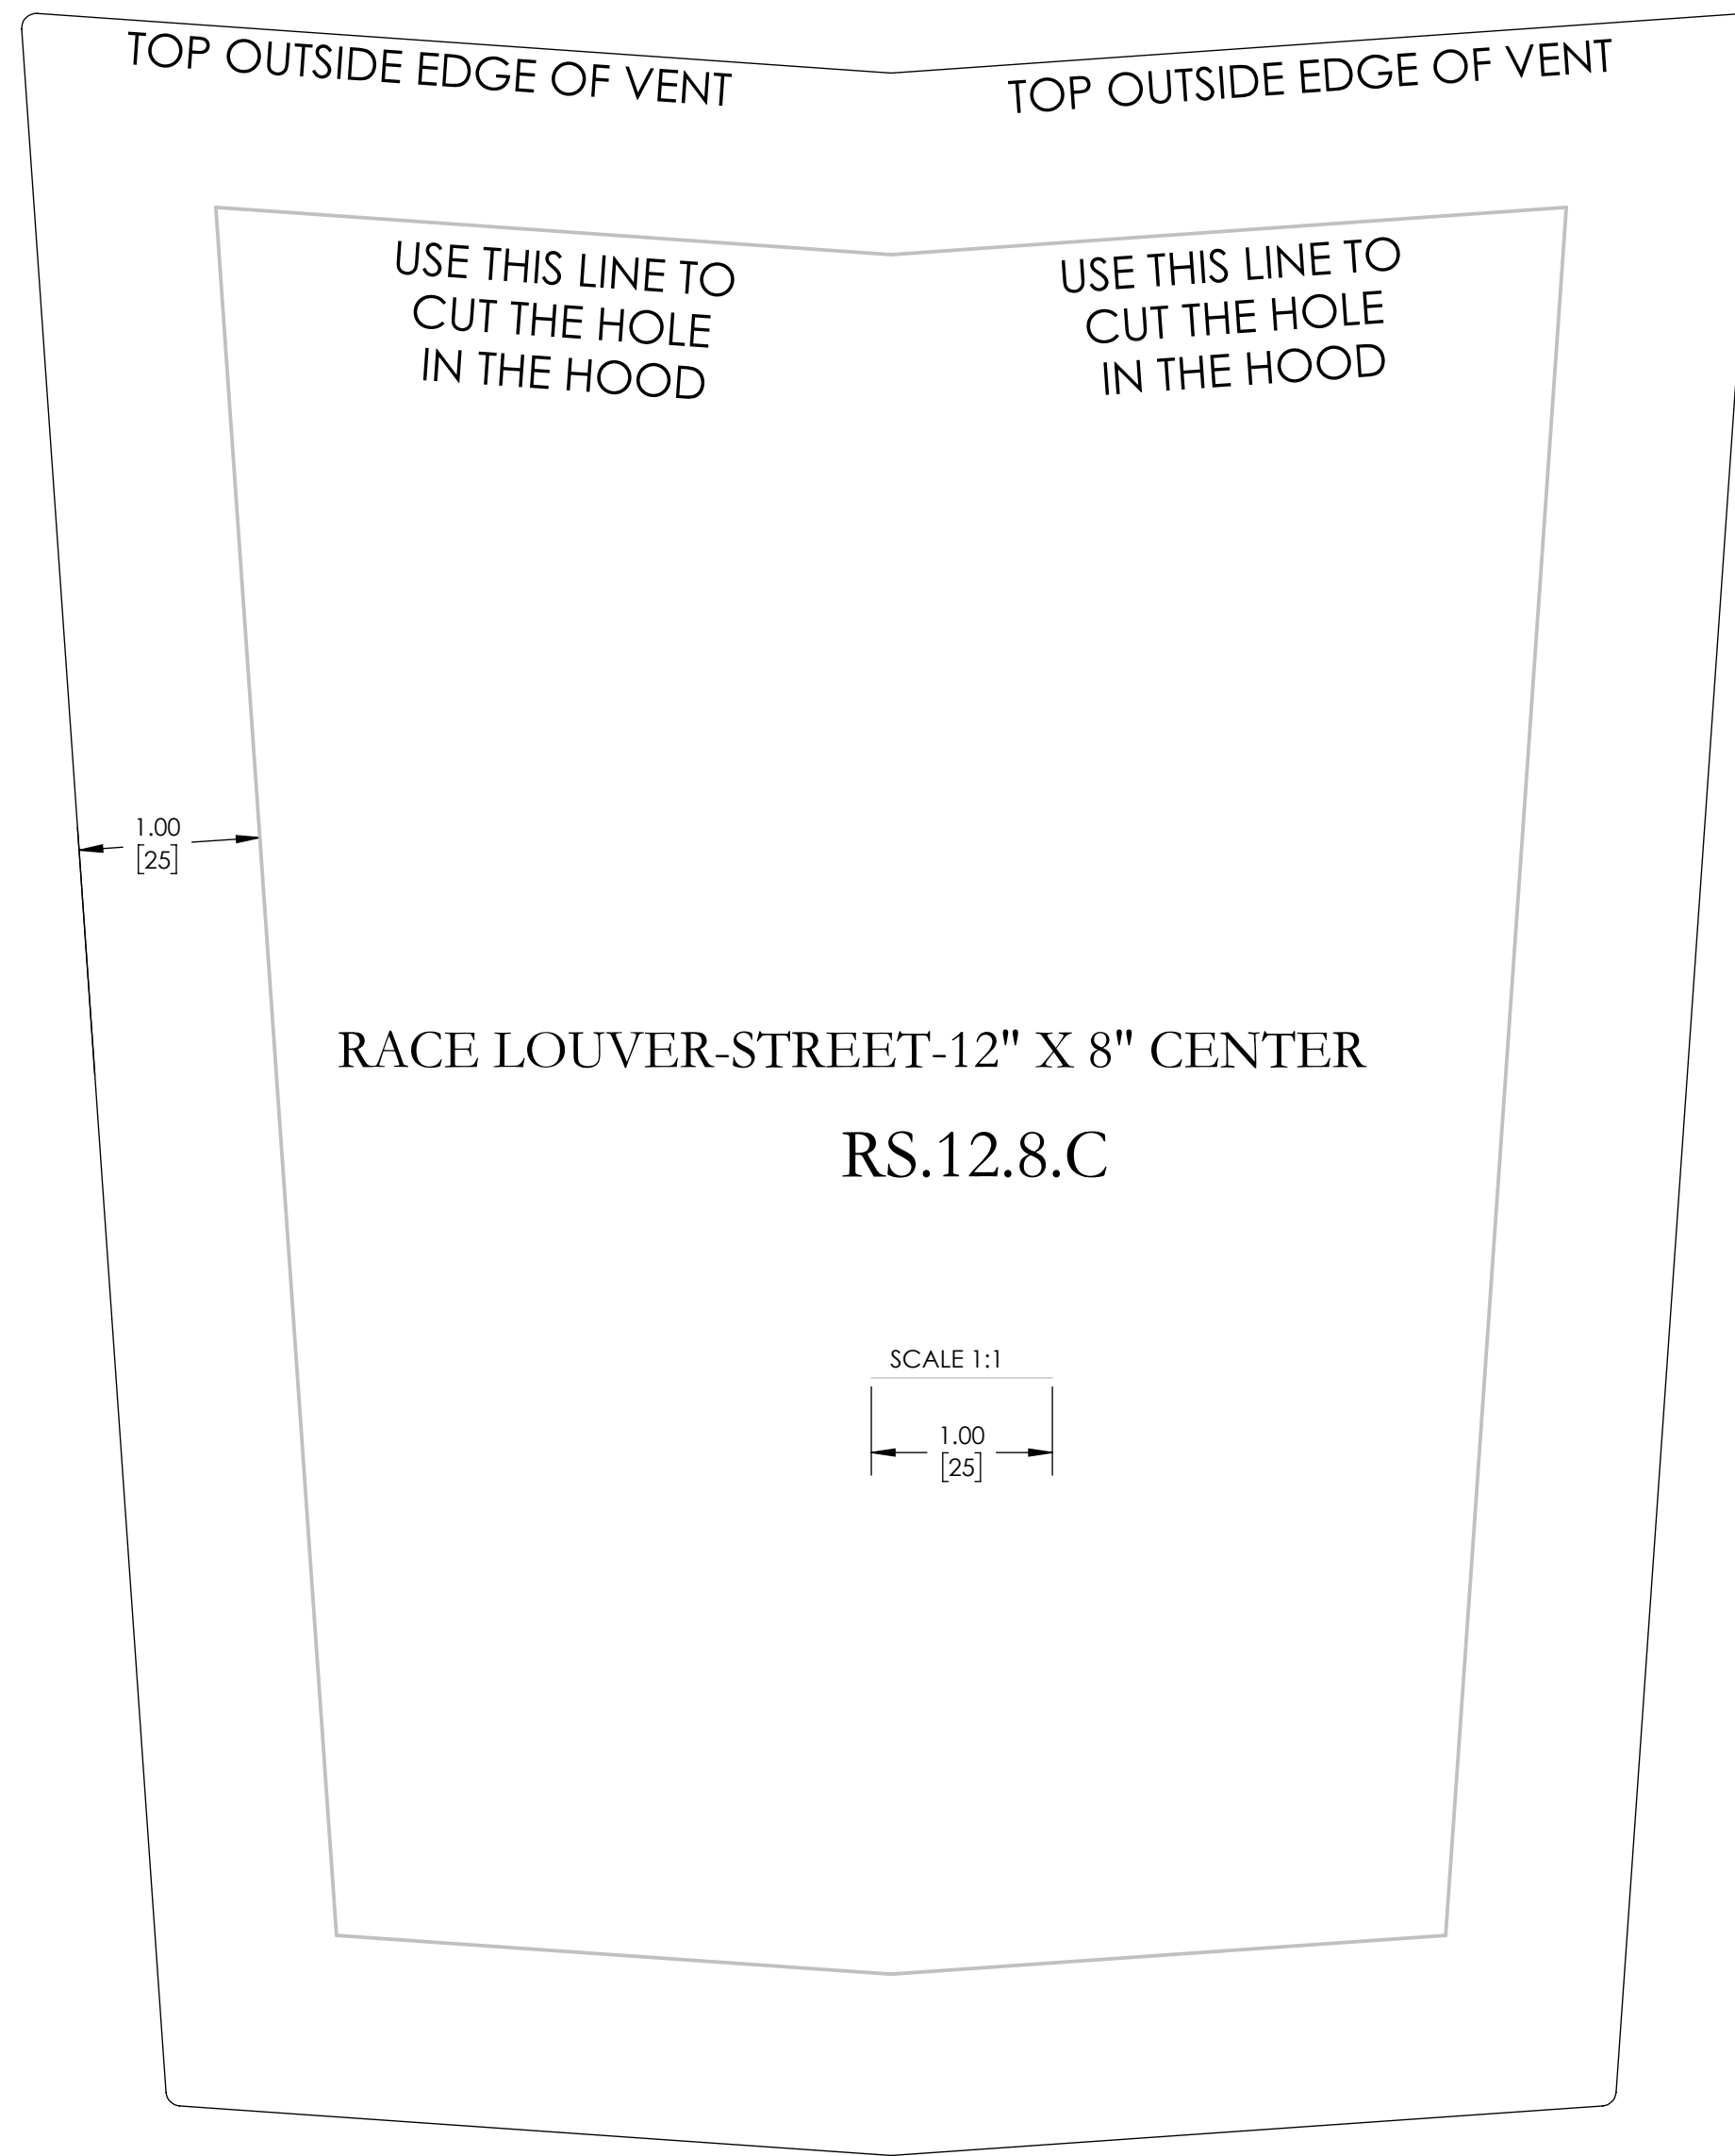 TOP OUTSIDE EDGE OF VENT
TOP OUTSIDE EDGE OF VENT
USE THIS LINE TO
CUT THE HOLE
IN THE HOOD
USE THIS LINE TO
CUT THE HOLE
IN THE HOOD
1.00
[25]
RACE LOUVER-STREET-12" X 8" CENTER
RS.12.8.C
SCALE 1:1
1.00
[25]